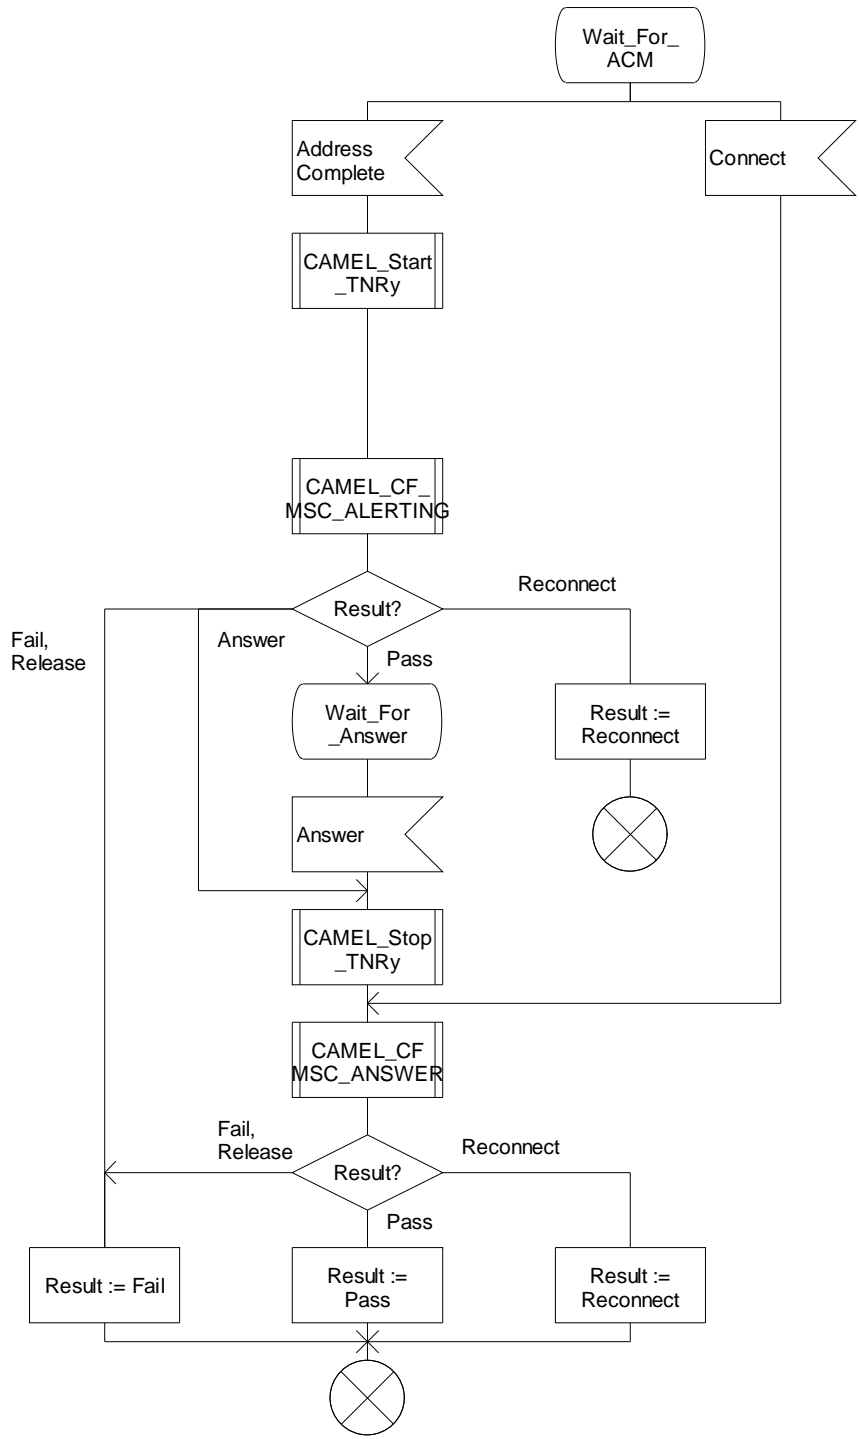 Wait_For_
ACM
Address
Complete
Connect
CAMEL_Start
_TNRy
CAMEL_CF_
MSC_ALERTING
Reconnect
Result?
Fail,
Release
Answer
Pass
Wait_For
_Answer
Result :=
Reconnect
Answer
CAMEL_Stop
_TNRy
CAMEL_CF
MSC_ANSWER
Fail,
Release
Reconnect
Result?
Pass
Result := Fail
Result :=
Pass
Result :=
Reconnect